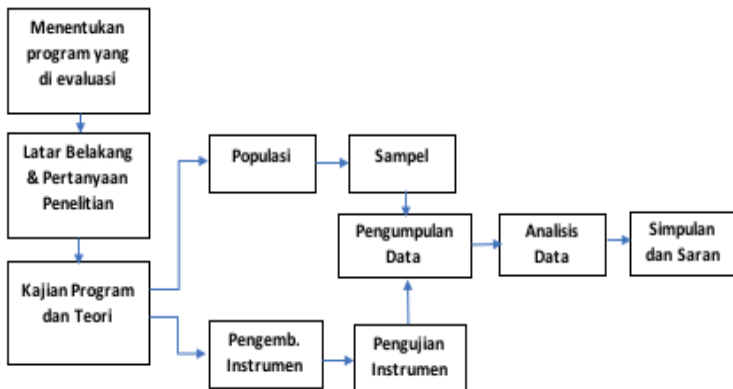 Menentukan
program yang
di evaluasi
Latar Belakang
& Pertanyaan
Penelitian
Kajian Program
dan Teori
Populasi
Sampel
Pengemb.
Instrumen
Pengujian
Instrumen
Pengumpulan
Data
Analisis
Data
Simpulan
dan Saran